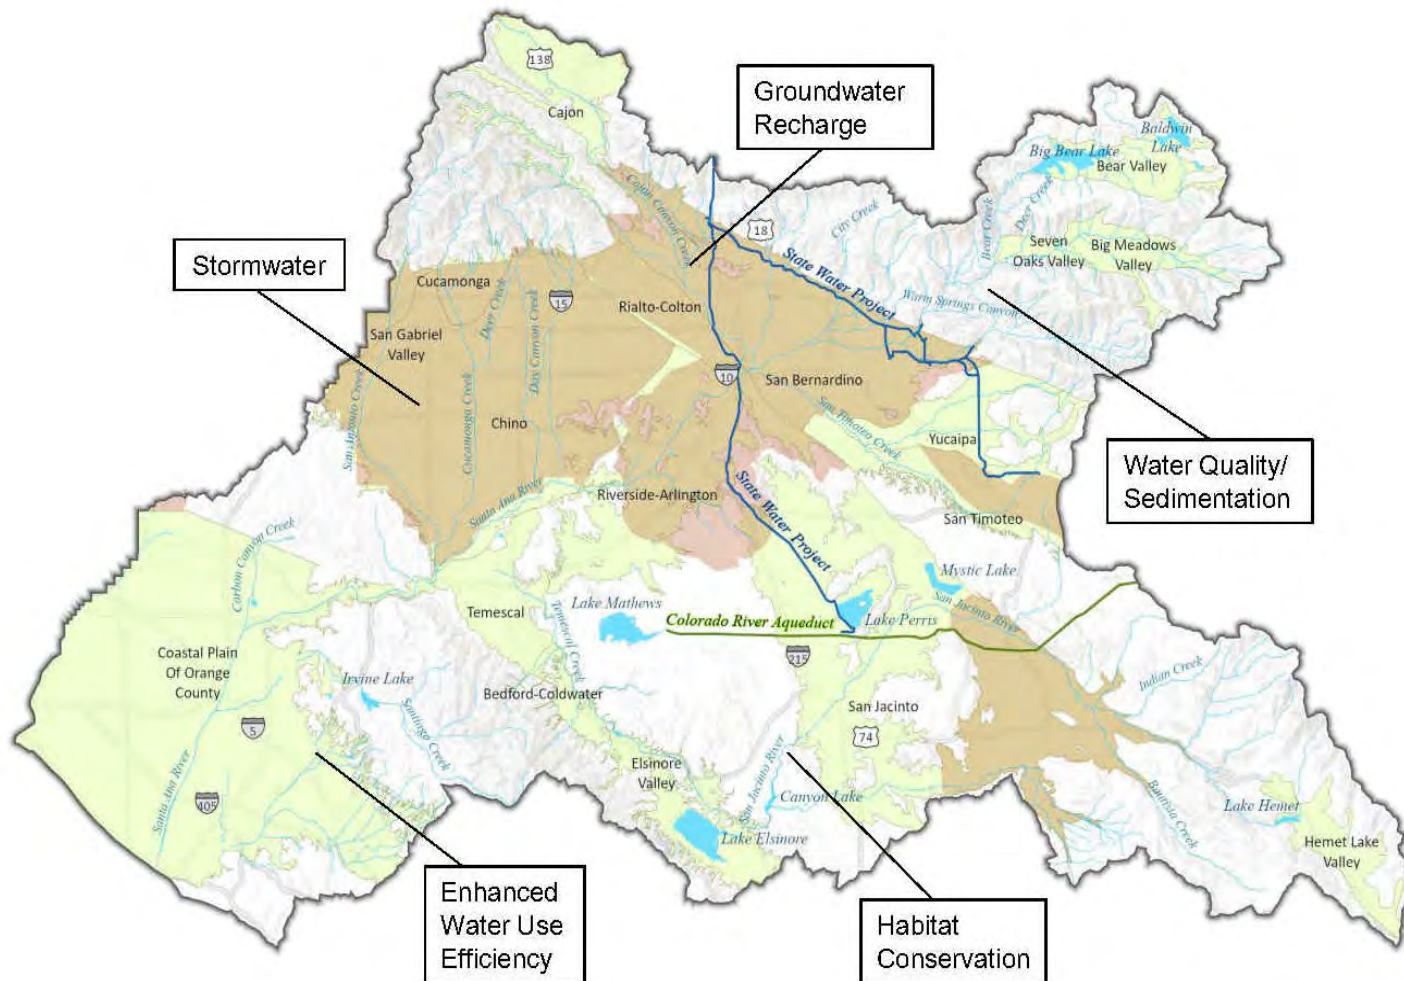 138
Cajon
Groundwater
Recharge
Baldwin
Lake
Big Bear Lake
Bear Valley
Cajon Canyon Creek
18
City Creek
Bear Creek
Deer Creek
Seven
Oaks Valley
Big Meadows
Valley
Stormwater
State Water Project
Warm Springs Canyon
Cucamonga
Deer Creek
15
Rialto-Colton
San Gabriel
Valley
Day Canyon Creek
10
San Bernardino
San Antonio Creek
Cucamonga Creek
Chino
San Timoteo Creek
Yucaipa
Water Quality/
Sedimentation
Santa Ana River
Riverside-Arlington
State Water Project
San Timoteo
Carbon Canyon Creek
Mystic Lake
San Jacinto River
Temescal
Temescal Creek
Lake Mathews
Colorado River Aqueduct
Lake Perris
215
Indian Creek
Coastal Plain
Of Orange
County
Irvine Lake
Santiago Creek
Bedford-Coldwater
San Jacinto
74
5
Santa Ana River
405
Elsinore
Valley
San Jacinto River
Canyon Lake
Lake Elsinore
Bautista Creek
Lake Hemet
Hemet Lake
Valley
Enhanced
Water Use
Efficiency
Habitat
Conservation